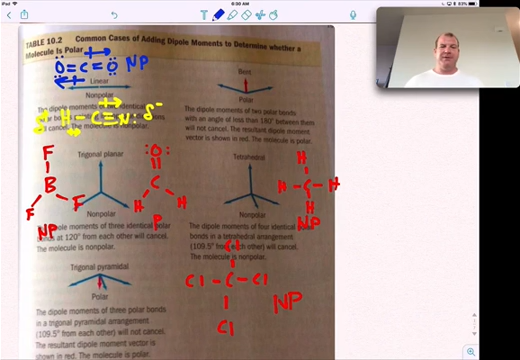 iPad
6:00 AM
83%
TABLE 10.2 Common Cases of Adding Dipole Moments to Determine whether a
Molecule Is Polar
O=C=O NP
Linear
Nonpolar
The dipole moments of two identical
cancel. The molecule is nonpolar.
δ+ H-C≡N: δ-
Bent
Polar
The dipole moments of two polar bonds
with an angle of less than 180° between them
will not cancel. The resultant dipole moment
vector is shown in red. The molecule is polar.
Trigonal planar
Nonpolar
The dipole moments of three identical polar
bonds at 120° from each other will cancel.
The molecule is nonpolar.
F
B
F F
NP
:O:
C
H H
P
Tetrahedral
Nonpolar
The dipole moments of four identical polar
bonds in a tetrahedral arrangement
(109.5° from each other) will cancel.
The molecule is nonpolar.
H
H-C-H
H
NP
Trigonal pyramidal
Polar
The dipole moments of three polar bonds
in a trigonal pyramidal arrangement
(109.5° from each other) will not cancel.
The resultant dipole moment vector is
shown in red. The molecule is polar.
Cl
Cl-C-Cl
Cl
NP